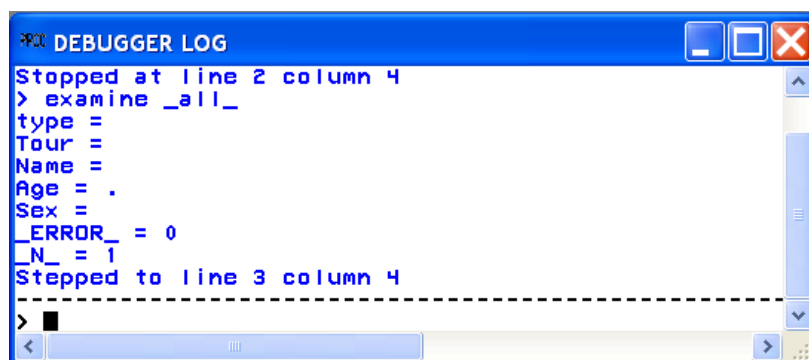 DEBUGGER LOG
Stopped at line 2 column 4
> examine _all_
type =
Tour =
Name =
Age = .
Sex =
_ERROR_ = 0
_N_ = 1
Stepped to line 3 column 4
>